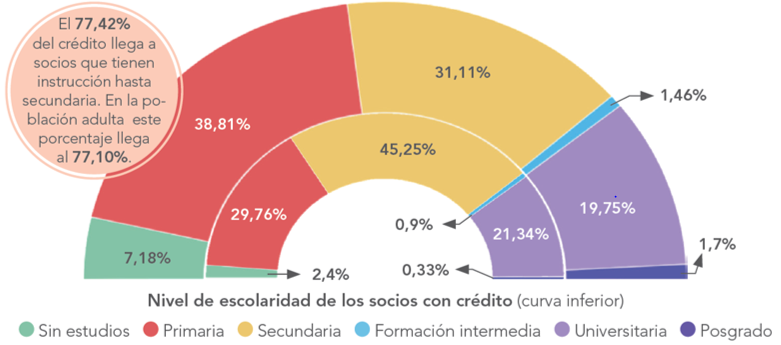 El 77,42%
del crédito llega a
socios que tienen
instrucción hasta
secundaria. En la po-
blación adulta este
porcentaje llega
al 77,10%.
31,11%
1,46%
38,81%
45,25%
29,76%
0,9%
21,34%
19,75%
7,18%
2,4%
0,33%
1,7%
Nivel de escolaridad de los socios con crédito (curva inferior)
Sin estudios Primaria Secundaria Formación intermedia Universitaria Posgrado